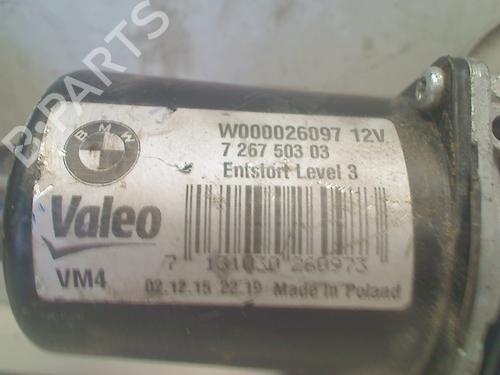 B-PARTS
BMW
W000026097 12V
7 267 503 03
Entstort Level 3
Valeo
7 131030 260973
VM4
02.12.15 22:19 Made in Poland